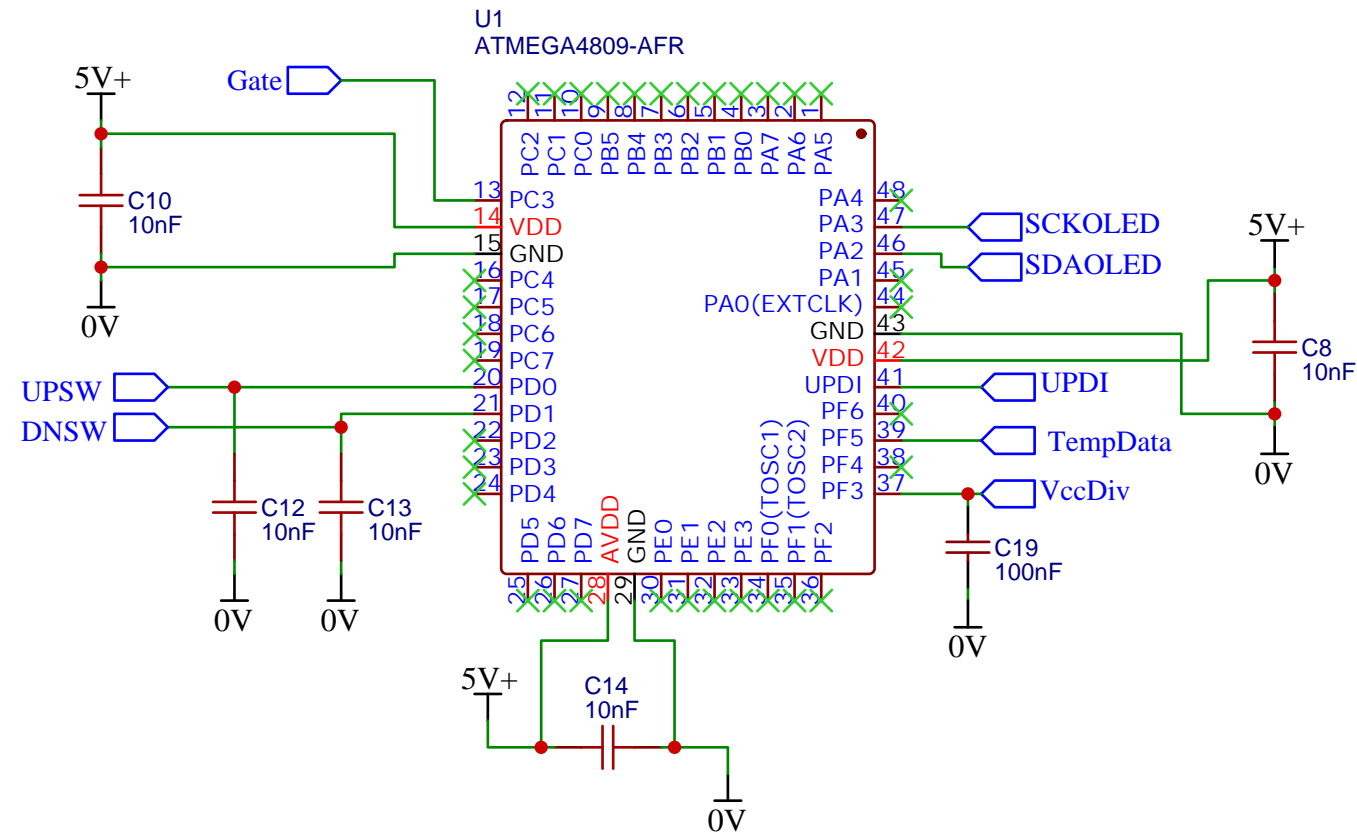 U1
ATMEGA4809-AFR
5V+
Gate
C10
10nF
0V
12 11 10 9 8 7 6 5 4 3 2 1
PC2 PC1 PC0 PB5 PB4 PB3 PB2 PB1 PB0 PA7 PA6 PA5
13 PC3
14 VDD
15 GND
16 PC4
17 PC5
18 PC6
19 PC7
20 PD0
21 PD1
22 PD2
23 PD3
24 PD4
UPSW
DNSW
C12
10nF
0V
C13
10nF
0V
PA4 48
PA3 47
PA2 46
PA1 45
PA0(EXTCLK) 44
GND 43
VDD 42
UPDI 41
PF6 40
PF5 39
PF4 38
PF3 37
SCKOLED
SDAOLED
UPDI
TempData
VccDiv
5V+
C8
10nF
0V
C19
100nF
0V
PD5 PD6 PD7 AVDD GND PE0 PE1 PE2 PE3 PF0(TOSC1) PF1(TOSC2) PF2
25 26 27 28 29 30 31 32 33 34 35 36
5V+
C14
10nF
0V